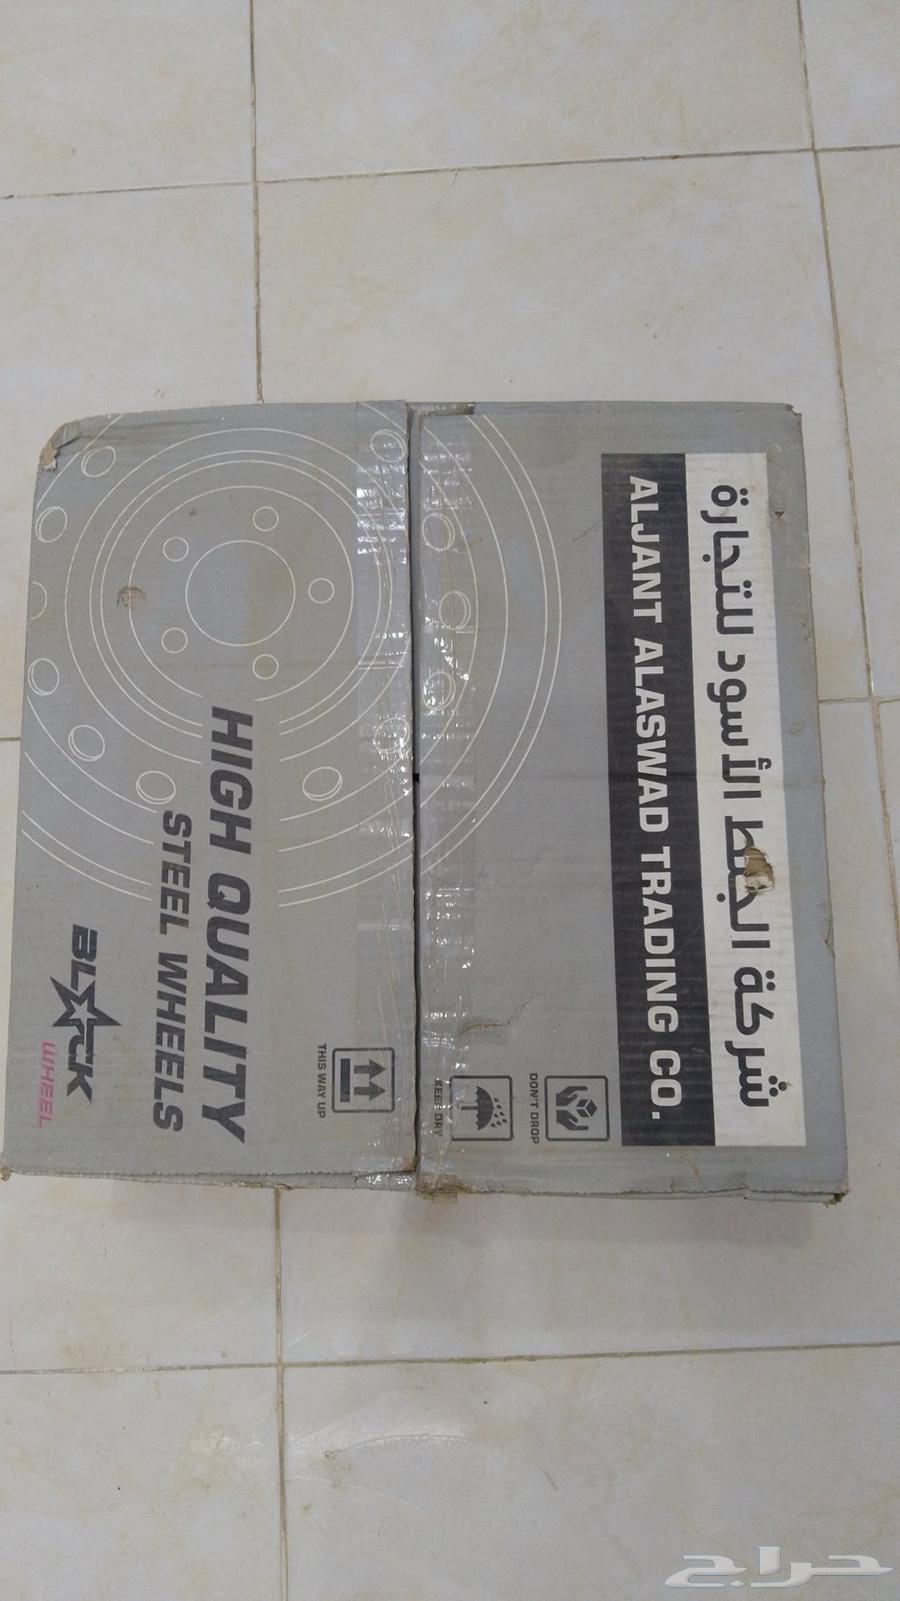 شركة الجنط الأسود للتجارة
ALJANT ALASWAD TRADING CO.
DON'T DROP
KEEP DRY
THIS WAY UP
HIGH QUALITY
STEEL WHEELS
BLACK
WHEEL
حراج